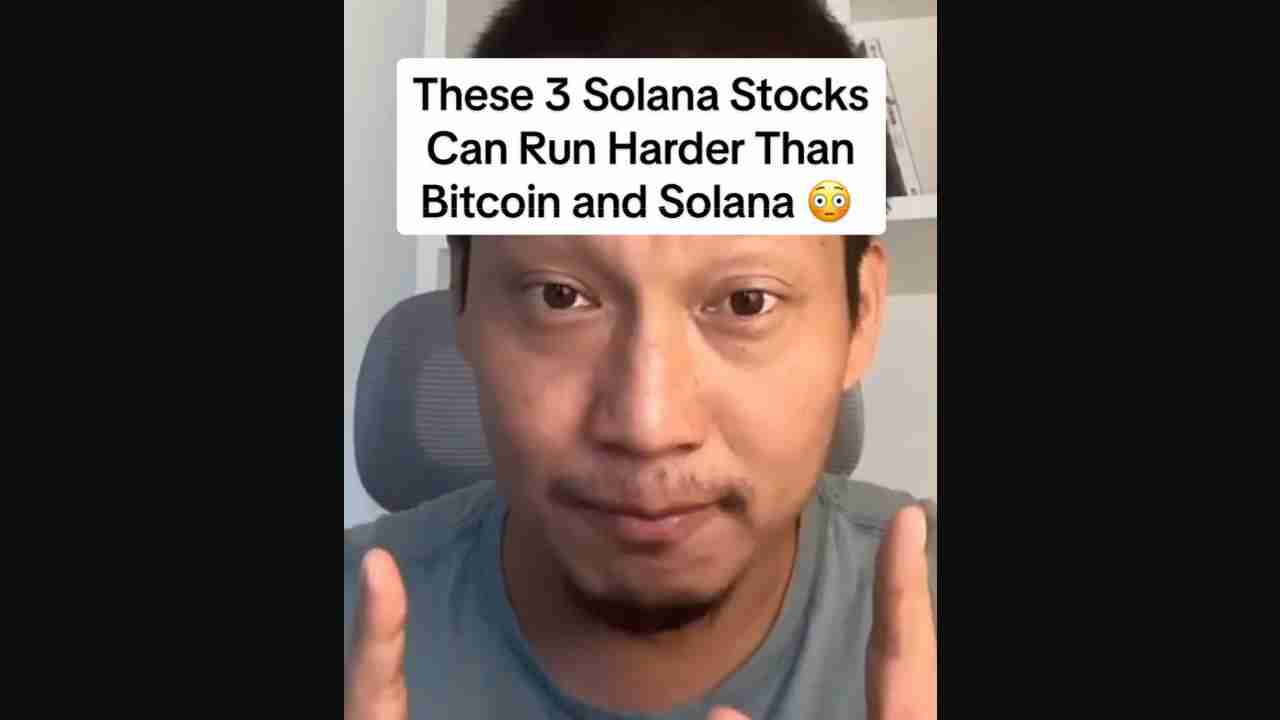 These 3 Solana Stocks
Can Run Harder Than
Bitcoin and Solana 😳